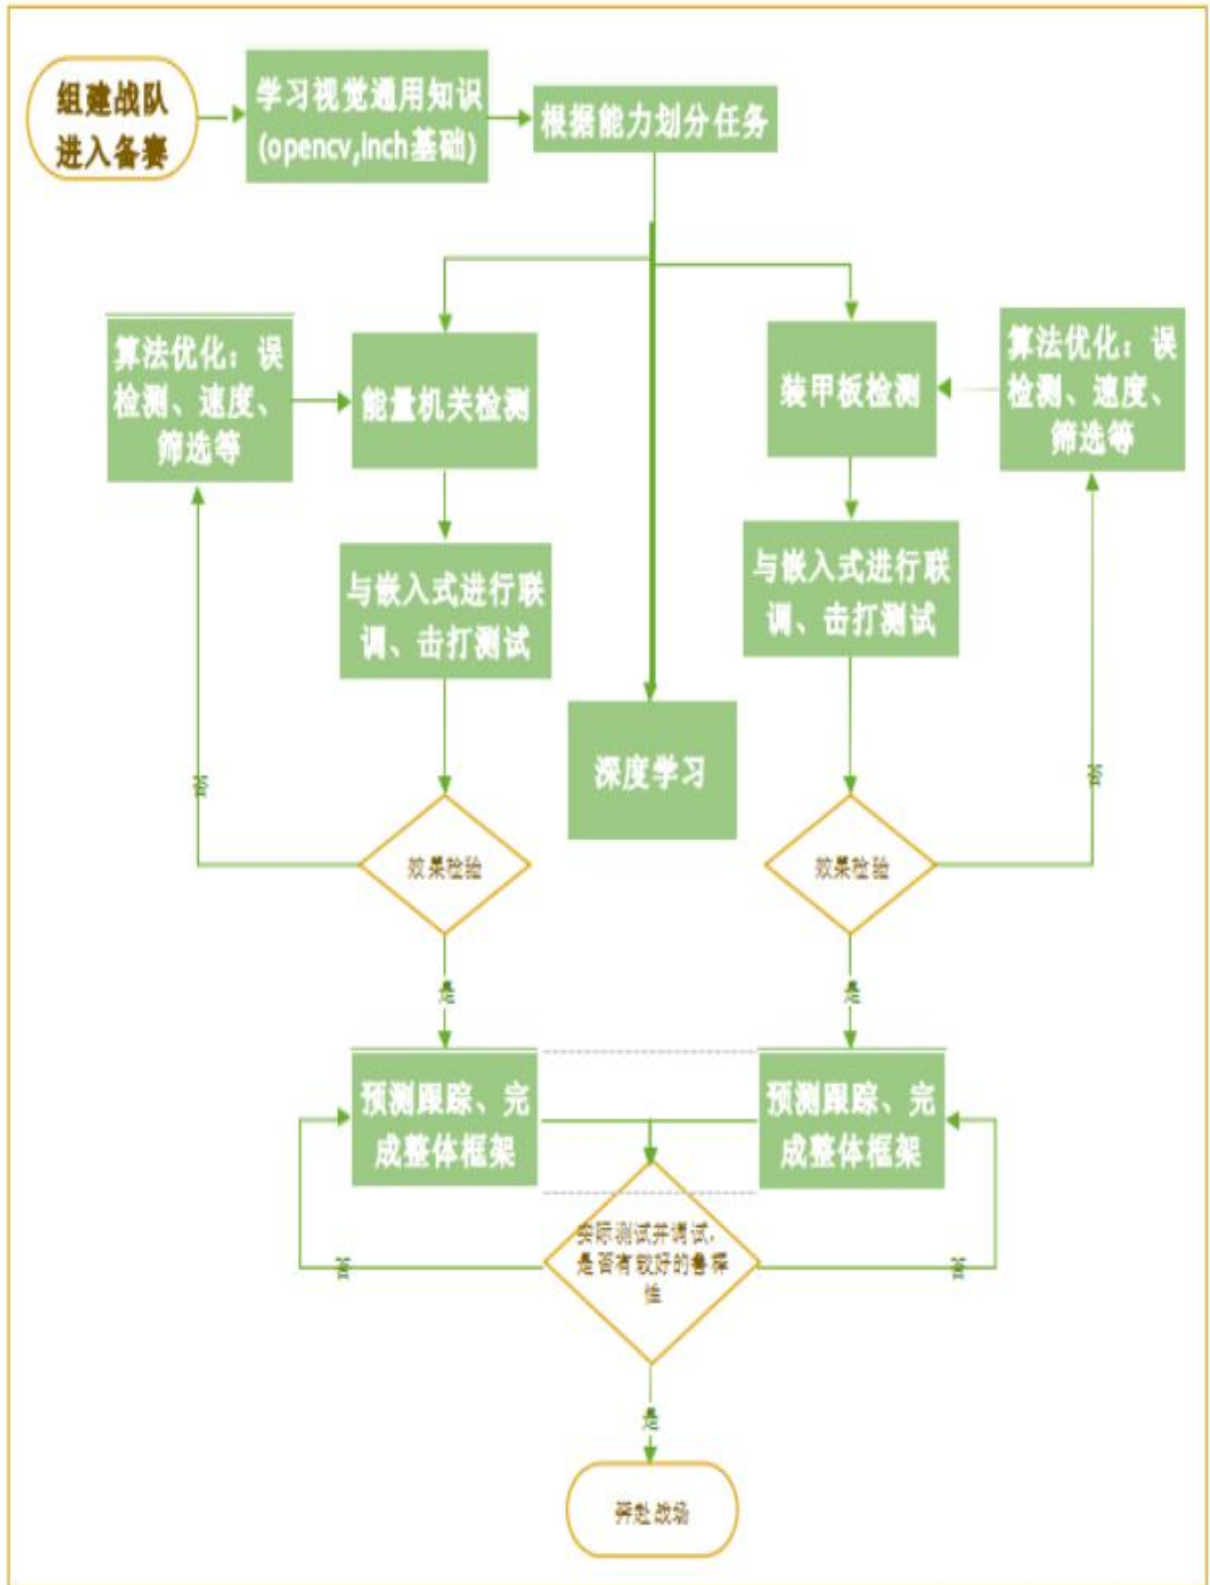 组建战队
进入备赛
学习视觉通用知识
(opencv,inch基础)
根据能力划分任务
算法优化：误
检测、速度、
筛选等
能量机关检测
装甲板检测
算法优化：误
检测、速度、
筛选等
与嵌入式进行联
调、击打测试
与嵌入式进行联
调、击打测试
深度学习
否
否
效果检验
效果检验
是
是
预测跟踪、完
成整体框架
预测跟踪、完
成整体框架
实际测试并调试，
是否有较好的鲁棒
性
否
否
是
奔赴战场